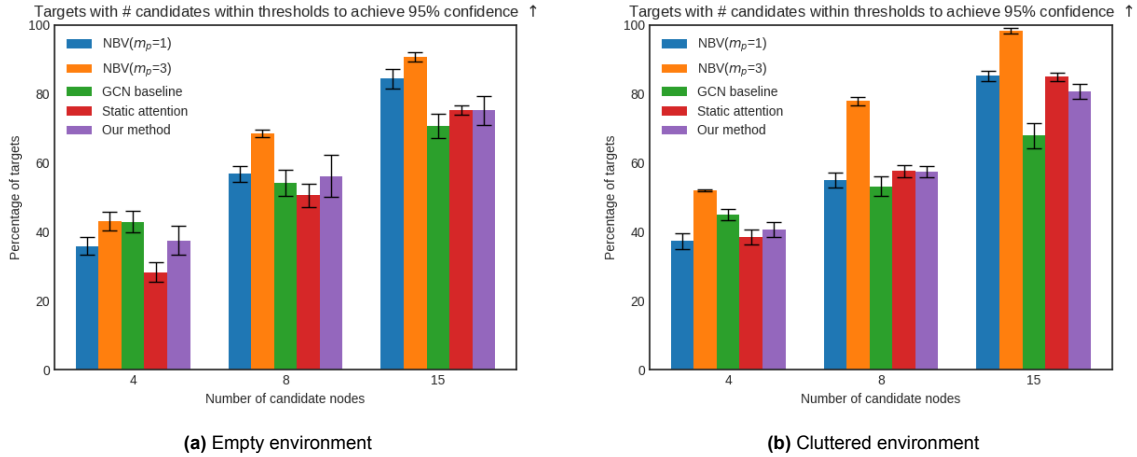 Targets with # candidates within thresholds to achieve 95% confidence ↑
Percentage of targets
100
80
60
40
20
0
NBV(mₚ=1)
NBV(mₚ=3)
GCN baseline
Static attention
Our method
4 8 15
Number of candidate nodes
(a) Empty environment
Targets with # candidates within thresholds to achieve 95% confidence ↑
Percentage of targets
100
80
60
40
20
0
NBV(mₚ=1)
NBV(mₚ=3)
GCN baseline
Static attention
Our method
4 8 15
Number of candidate nodes
(b) Cluttered environment